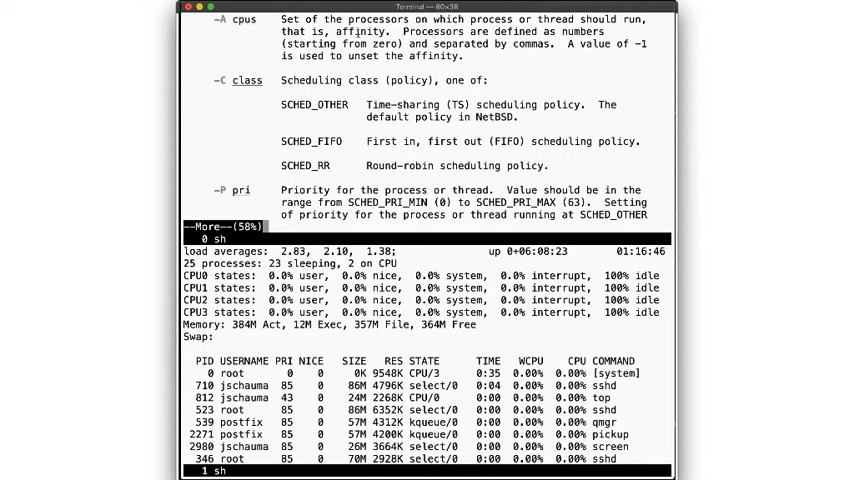 Terminal — 80×38
-A cpus Set of the processors on which process or thread should run,
that is, affinity. Processors are defined as numbers
(starting from zero) and separated by commas. A value of -1
is used to unset the affinity.
-C class Scheduling class (policy), one of:
SCHED_OTHER Time-sharing (TS) scheduling policy. The
default policy in NetBSD.
SCHED_FIFO First in, first out (FIFO) scheduling policy.
SCHED_RR Round-robin scheduling policy.
-P pri Priority for the process or thread. Value should be in the
range from SCHED_PRI_MIN (0) to SCHED_PRI_MAX (63). Setting
of priority for the process or thread running at SCHED_OTHER
--More--(58%)
0 sh
load averages: 2.83, 2.10, 1.38; up 0+06:08:23 01:16:46
25 processes: 23 sleeping, 2 on CPU
CPU0 states: 0.0% user, 0.0% nice, 0.0% system, 0.0% interrupt, 100% idle
CPU1 states: 0.0% user, 0.0% nice, 0.0% system, 0.0% interrupt, 100% idle
CPU2 states: 0.0% user, 0.0% nice, 0.0% system, 0.0% interrupt, 100% idle
CPU3 states: 0.0% user, 0.0% nice, 0.0% system, 0.0% interrupt, 100% idle
Memory: 384M Act, 12M Exec, 357M File, 364M Free
Swap:
PID USERNAME PRI NICE SIZE RES STATE TIME WCPU CPU COMMAND
0 root 0 0 0K 9548K CPU/3 0:35 0.00% 0.00% [system]
710 jschauma 85 0 86M 4796K select/0 0:04 0.00% 0.00% sshd
812 jschauma 43 0 24M 2268K CPU/0 0:00 0.00% 0.00% top
523 root 85 0 86M 6352K select/0 0:00 0.00% 0.00% sshd
539 postfix 85 0 57M 4312K kqueue/0 0:00 0.00% 0.00% qmgr
2271 postfix 85 0 57M 4200K kqueue/0 0:00 0.00% 0.00% pickup
2980 jschauma 85 0 26M 3664K select/0 0:00 0.00% 0.00% screen
346 root 85 0 70M 2928K select/0 0:00 0.00% 0.00% sshd
1 sh